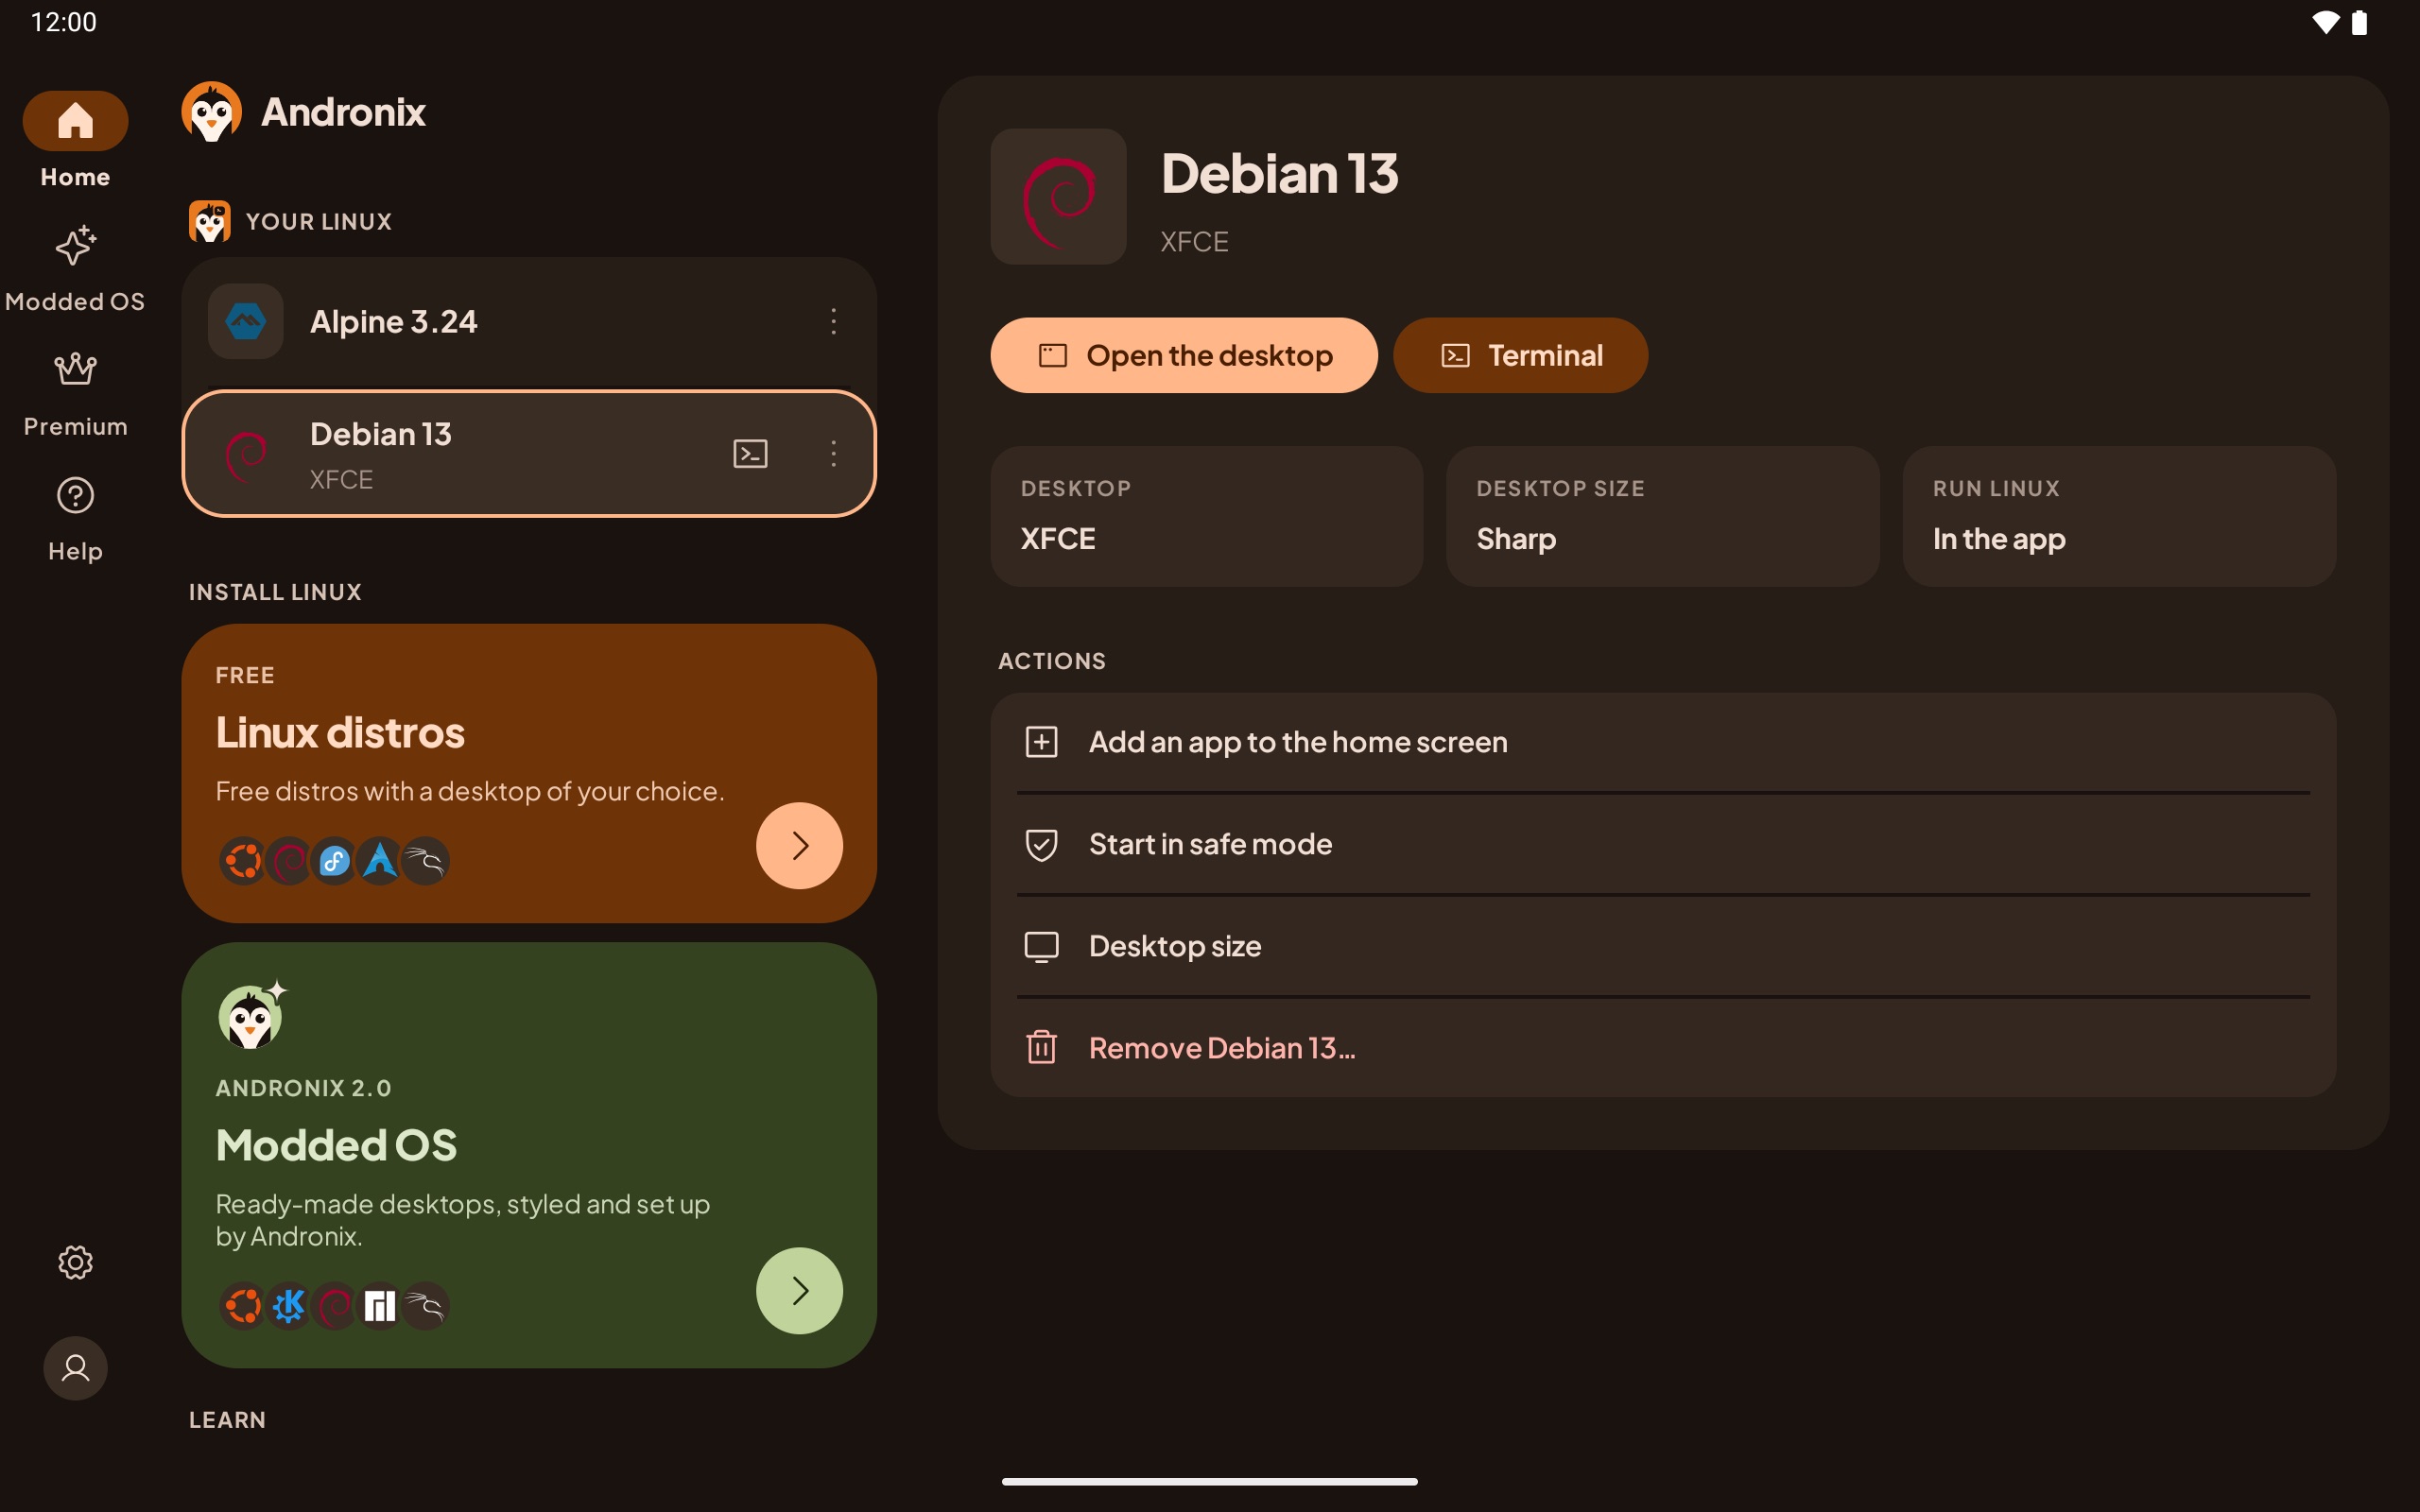 12:00
Home
Modded OS
Premium
Help
Andronix
YOUR LINUX
Alpine 3.24
Debian 13
XFCE
INSTALL LINUX
FREE
Linux distros
Free distros with a desktop of your choice.
ANDRONIX 2.0
Modded OS
Ready-made desktops, styled and set up
by Andronix.
LEARN
Debian 13
XFCE
Open the desktop
Terminal
DESKTOP
XFCE
DESKTOP SIZE
Sharp
RUN LINUX
In the app
ACTIONS
Add an app to the home screen
Start in safe mode
Desktop size
Remove Debian 13...